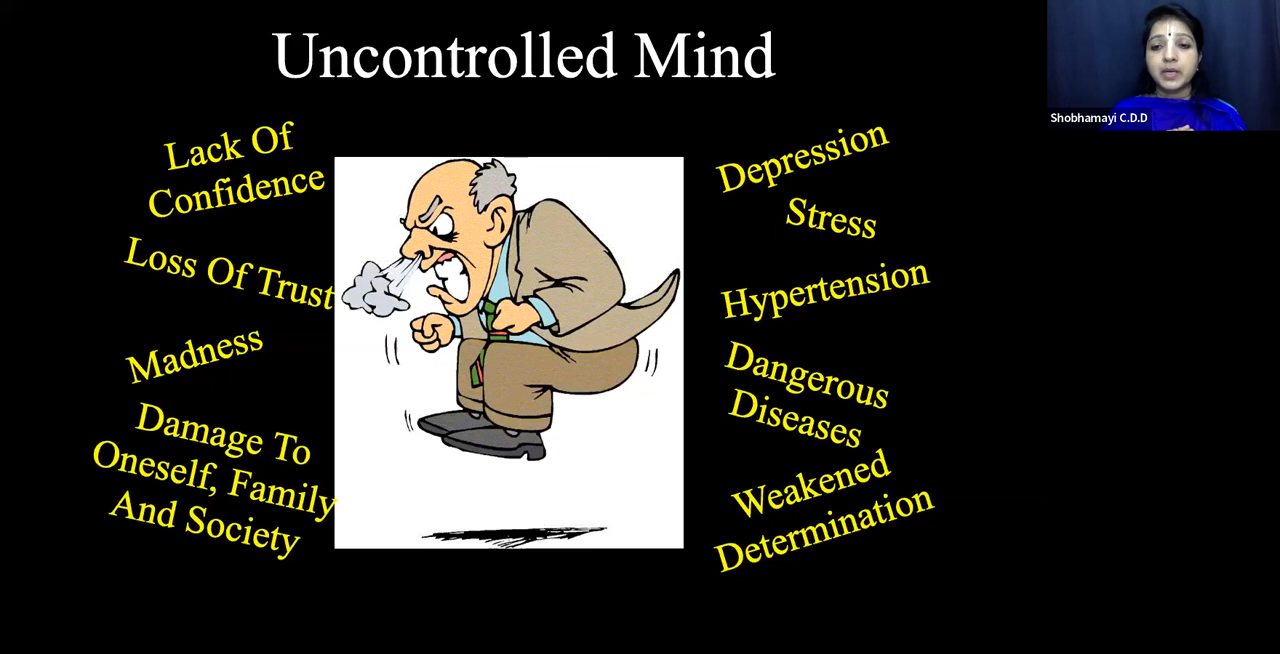 Uncontrolled Mind
Shobhamayi C.D.D
Lack Of
Confidence
Loss Of Trust
Madness
Damage To
Oneself, Family
And Society
Depression
Stress
Hypertension
Dangerous
Diseases
Weakened
Determination